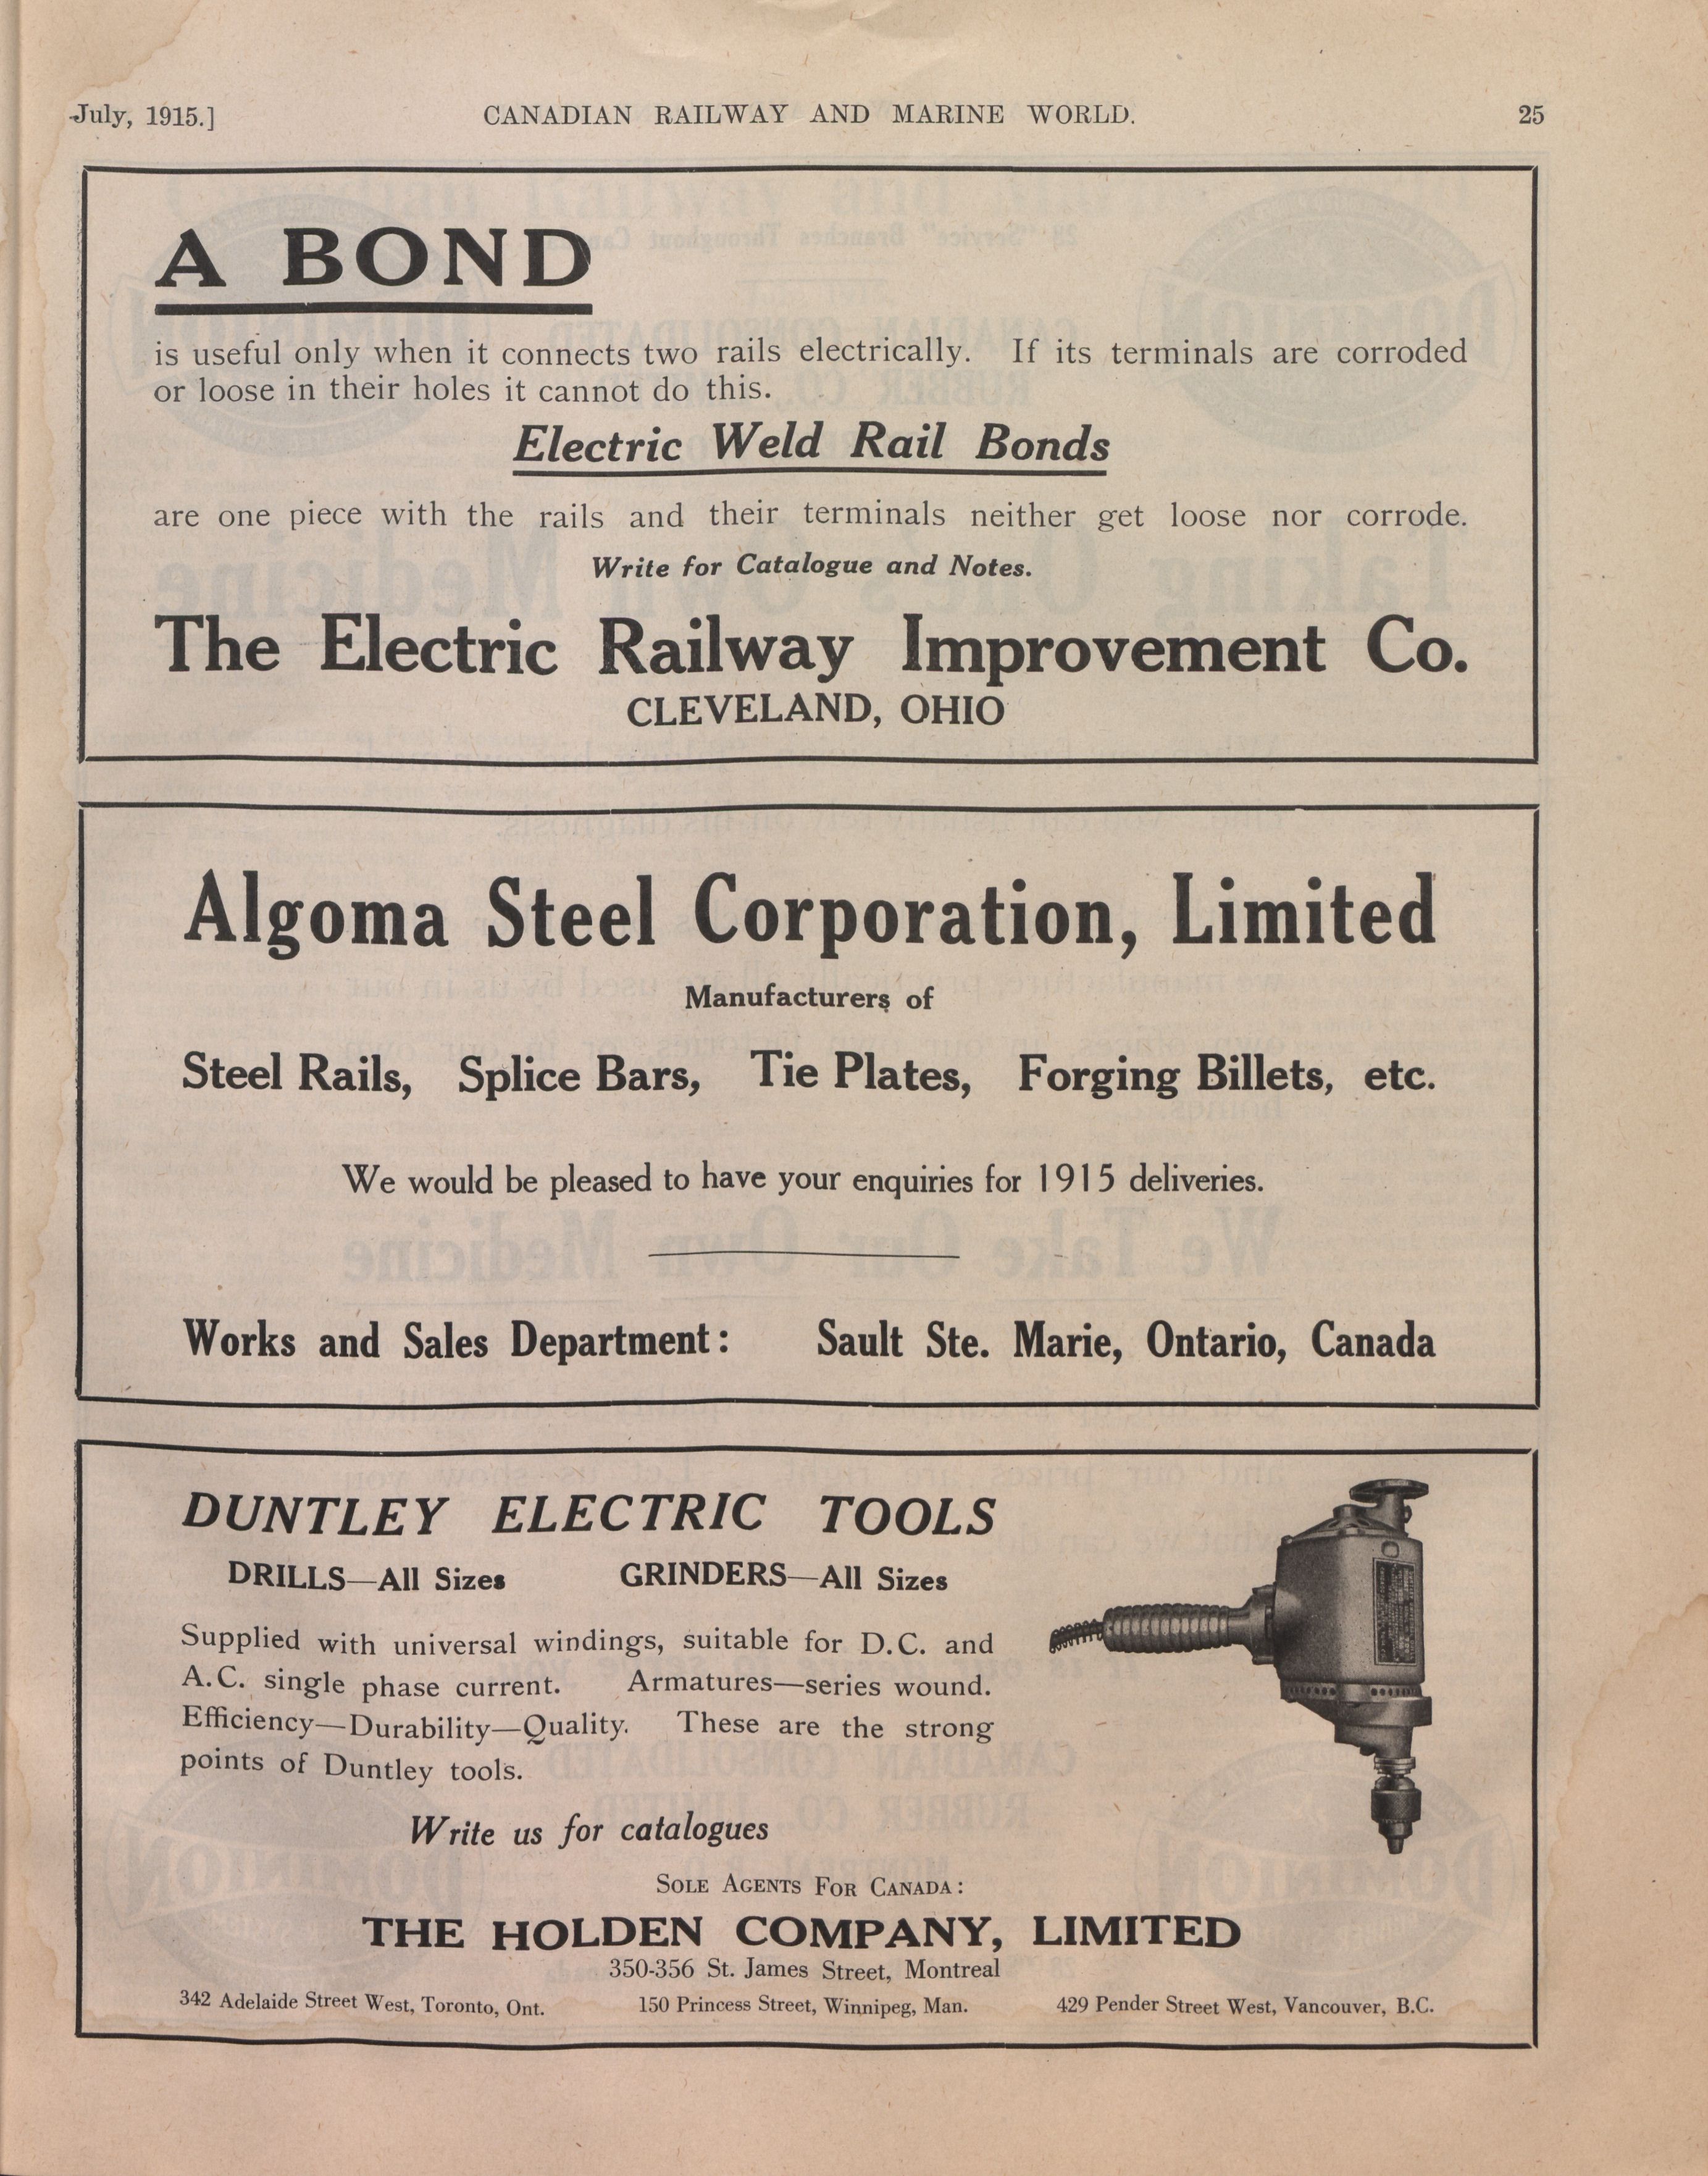 July, 1915.] CANADIAN RAILWAY AND MARINE WORLD. 25
A BOND
is useful only when it connects two rails electrically. If its terminals are corroded
or loose in their holes it cannot do this.
Electric Weld Rail Bonds
are one piece with the rails and their terminals neither get loose nor corrode.
Write for Catalogue and Notes.
The Electric Railway Improvement Co.
CLEVELAND, OHIO
Algoma Steel Corporation, Limited
Manufacturers of
Steel Rails, Splice Bars, Tie Plates, Forging Billets, etc.
We would be pleased to have your enquiries for 1915 deliveries.
Works and Sales Department: Sault Ste. Marie, Ontario, Canada
DUNTLEY ELECTRIC TOOLS
DRILLS—All Sizes GRINDERS—All Sizes
Supplied with universal windings, suitable for D.C. and
A.C. single phase current. Armatures—series wound.
Efficiency—Durability—Quality. These are the strong
points of Duntley tools.
Write us for catalogues
SOLE AGENTS FOR CANADA:
THE HOLDEN COMPANY, LIMITED
350-356 St. James Street, Montreal
342 Adelaide Street West, Toronto, Ont. 150 Princess Street, Winnipeg, Man. 429 Pender Street West, Vancouver, B.C.